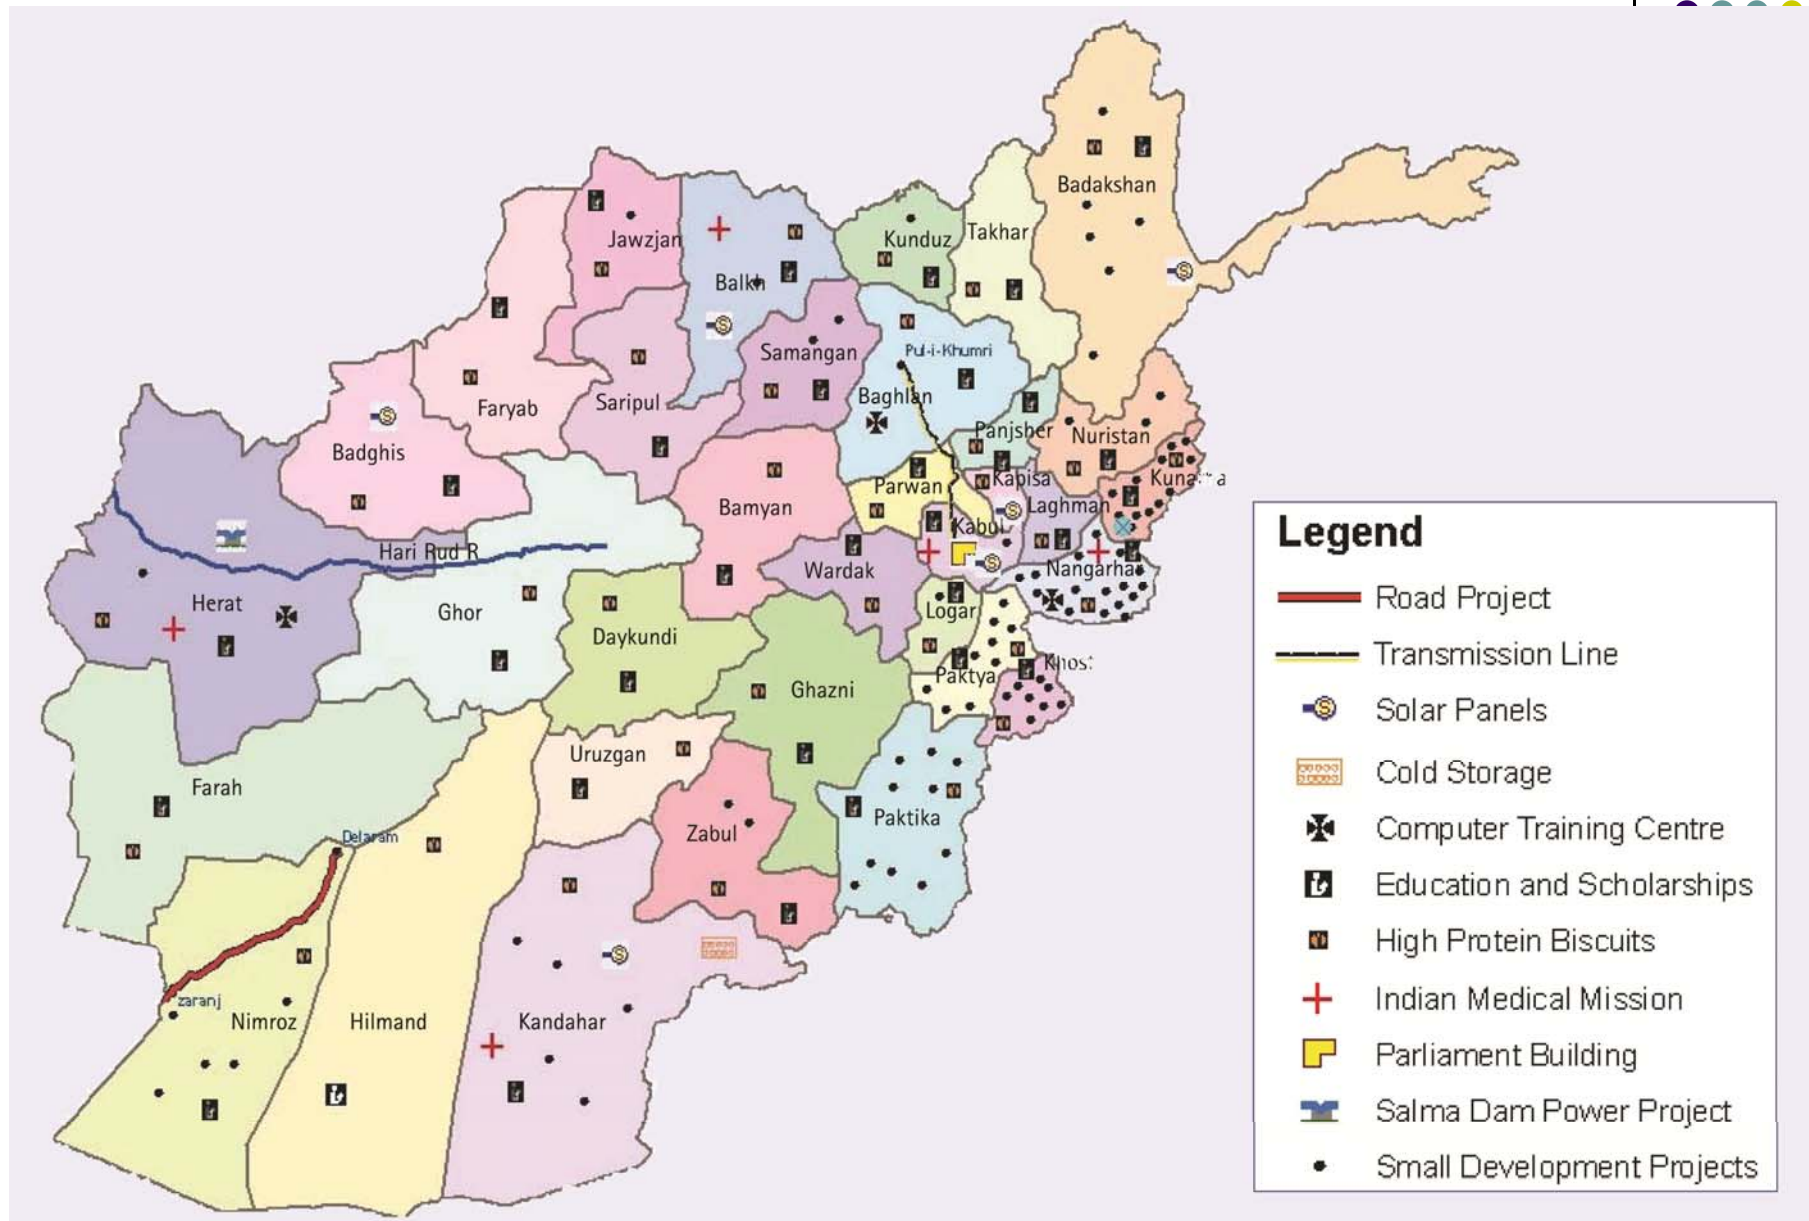 Badakshan
Jawzjan
Kunduz
Takhar
Balkh
Samangan
Pul-i-Khumri
Baghlan
Faryab
Saripul
Panjsher
Nuristan
Badghis
Kapisa
Parwan
Bamyan
Laghman
Kabul
Hari Rud R
Wardak
Nangarhar
Herat
Ghor
Logar
Daykundi
Paktya
Ghazni
Uruzgan
Farah
Paktika
Zabul
Delaram
zaranj
Nimroz
Hilmand
Kandahar
Legend
Road Project
Transmission Line
Solar Panels
Cold Storage
Computer Training Centre
Education and Scholarships
High Protein Biscuits
Indian Medical Mission
Parliament Building
Salma Dam Power Project
Small Development Projects